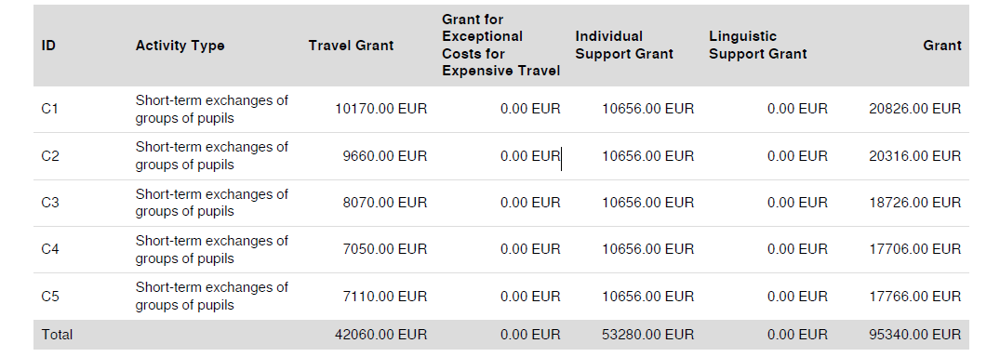 ID Activity Type Travel Grant Grant for Exceptional Costs for Expensive Travel Individual Support Grant Linguistic Support Grant Grant
C1 Short-term exchanges of groups of pupils 10170.00 EUR 0.00 EUR 10656.00 EUR 0.00 EUR 20826.00 EUR
C2 Short-term exchanges of groups of pupils 9660.00 EUR 0.00 EUR 10656.00 EUR 0.00 EUR 20316.00 EUR
C3 Short-term exchanges of groups of pupils 8070.00 EUR 0.00 EUR 10656.00 EUR 0.00 EUR 18726.00 EUR
C4 Short-term exchanges of groups of pupils 7050.00 EUR 0.00 EUR 10656.00 EUR 0.00 EUR 17706.00 EUR
C5 Short-term exchanges of groups of pupils 7110.00 EUR 0.00 EUR 10656.00 EUR 0.00 EUR 17766.00 EUR
Total 42060.00 EUR 0.00 EUR 53280.00 EUR 0.00 EUR 95340.00 EUR